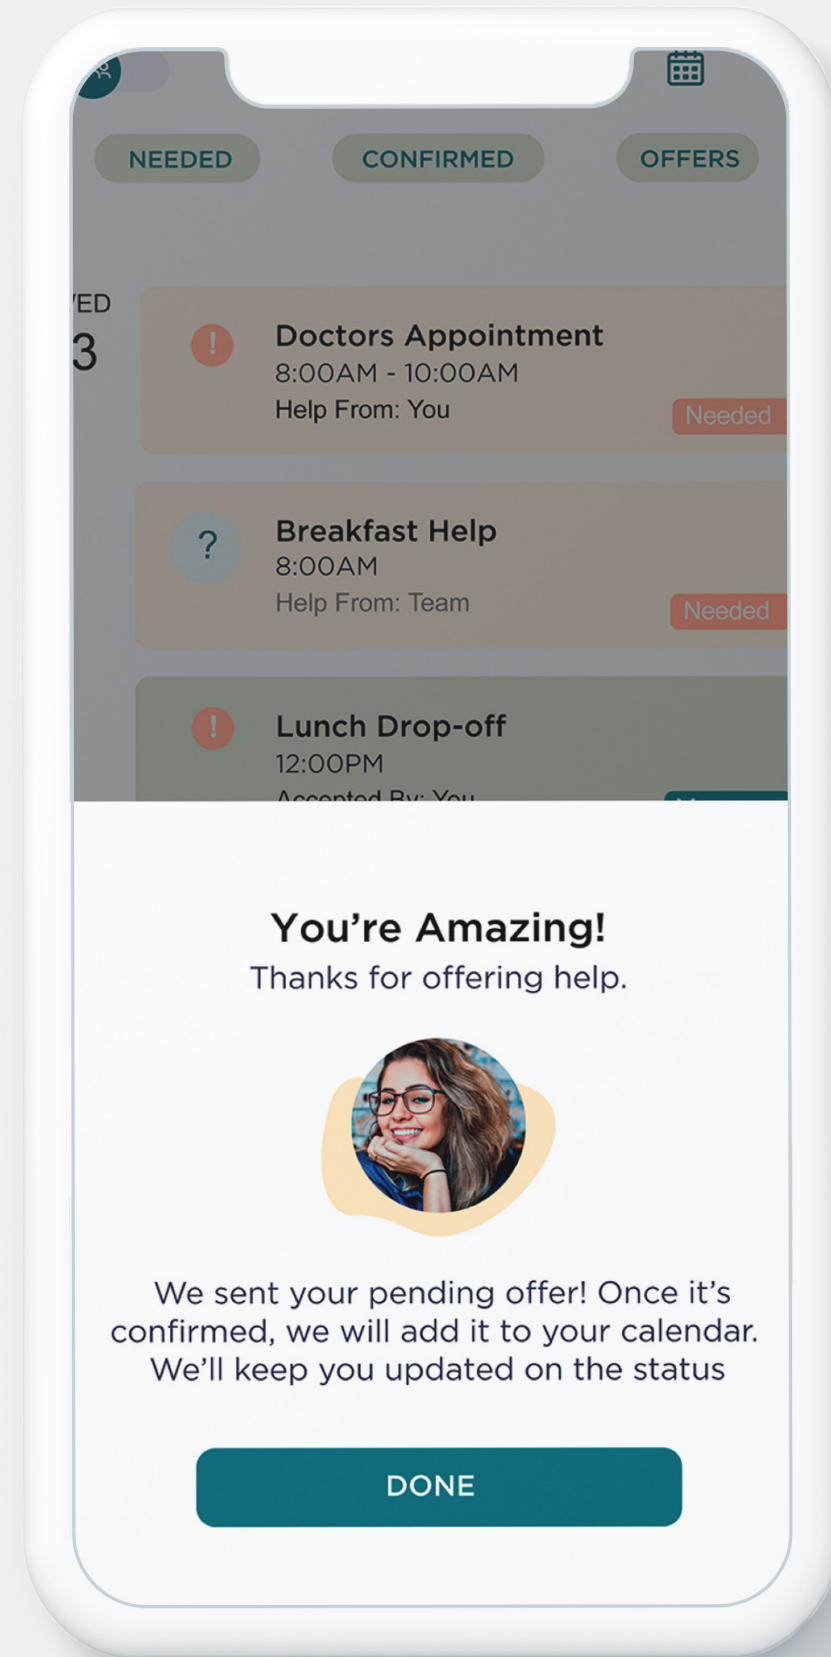 NEEDED CONFIRMED OFFERS
3
Doctors Appointment
!
8:00AM - 10:00AM
Help From: You
Needed
Breakfast Help
?
8:00AM
Help From: Team
Needed
Lunch Drop-off
!
12:00PM
Accepted By: You
You’re Amazing!
Thanks for offering help.
We sent your pending offer! Once it’s
confirmed, we will add it to your calendar.
We’ll keep you updated on the status
DONE